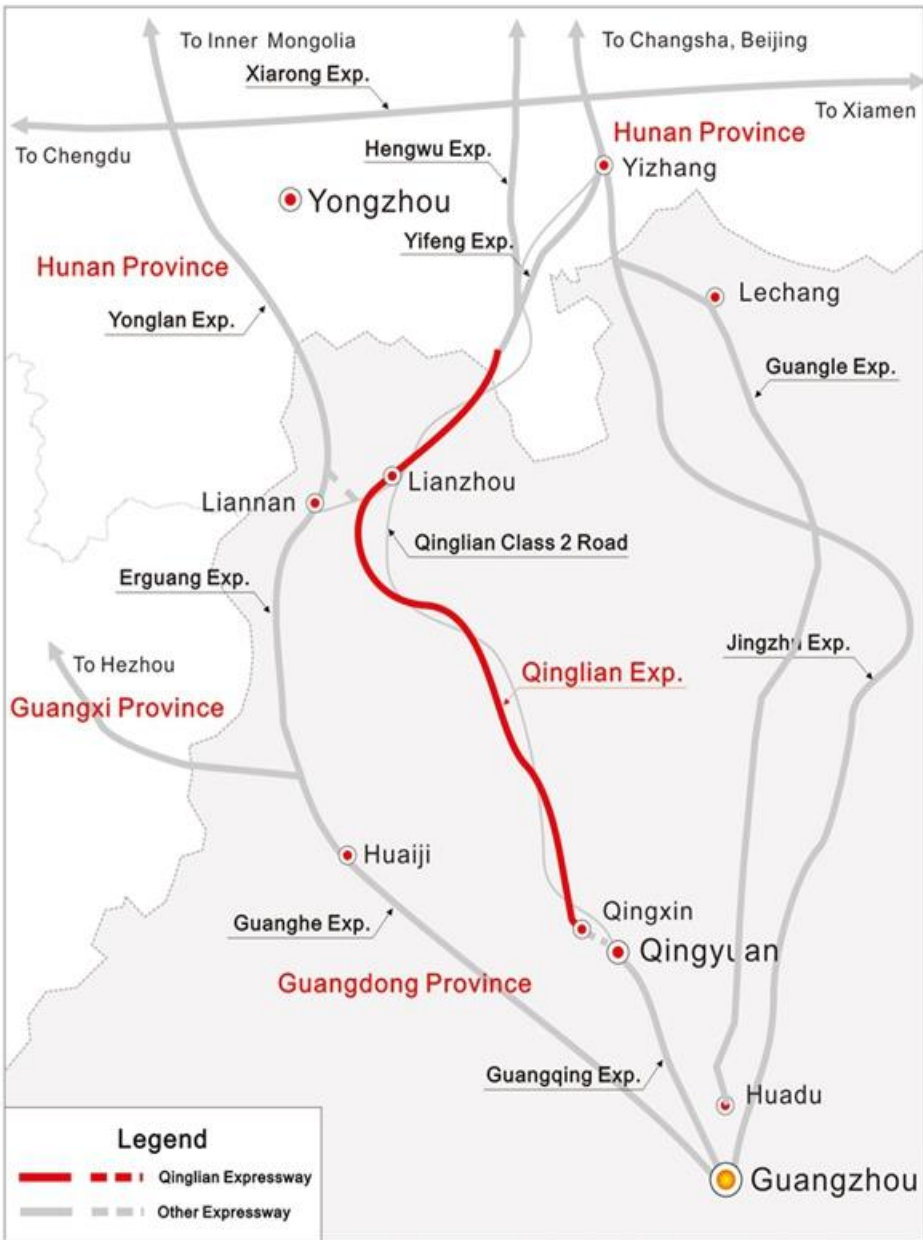 To Inner Mongolia
To Changsha, Beijing
Xiarong Exp.
To Xiamen
To Chengdu
Hengwu Exp.
Hunan Province
Yizhang
Yongzhou
Yifeng Exp.
Hunan Province
Lechang
Yonglan Exp.
Guangle Exp.
Liannan
Lianzhou
Qinglian Class 2 Road
Erguang Exp.
To Hezhou
Jingzhu Exp.
Qinglian Exp.
Guangxi Province
Huaiji
Guanghe Exp.
Qingxin
Qingyuan
Guangdong Province
Guangqing Exp.
Huadu
Guangzhou
Legend
Qinglian Expressway
Other Expressway